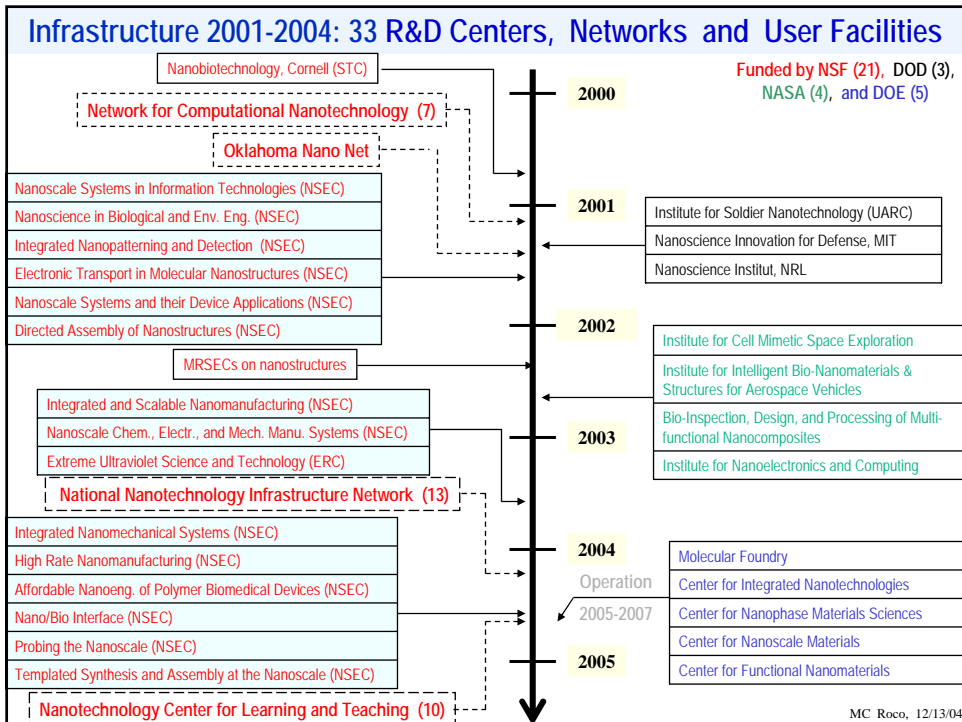 Infrastructure 2001-2004: 33 R&D Centers, Networks and User Facilities
Funded by NSF (21), DOD (3),
NASA (4), and DOE (5)
Nanobiotechnology, Cornell (STC)
Network for Computational Nanotechnology (7)
Oklahoma Nano Net
Nanoscale Systems in Information Technologies (NSEC)
Nanoscience in Biological and Env. Eng. (NSEC)
Integrated Nanopatterning and Detection (NSEC)
Electronic Transport in Molecular Nanostructures (NSEC)
Nanoscale Systems and their Device Applications (NSEC)
Directed Assembly of Nanostructures (NSEC)
MRSECs on nanostructures
Integrated and Scalable Nanomanufacturing (NSEC)
Nanoscale Chem., Electr., and Mech. Manu. Systems (NSEC)
Extreme Ultraviolet Science and Technology (ERC)
National Nanotechnology Infrastructure Network (13)
Integrated Nanomechanical Systems (NSEC)
High Rate Nanomanufacturing (NSEC)
Affordable Nanoeng. of Polymer Biomedical Devices (NSEC)
Nano/Bio Interface (NSEC)
Probing the Nanoscale (NSEC)
Templated Synthesis and Assembly at the Nanoscale (NSEC)
Nanotechnology Center for Learning and Teaching (10)
2000
2001
2002
2003
2004
Operation
2005-2007
2005
Institute for Soldier Nanotechnology (UARC)
Nanoscience Innovation for Defense, MIT
Nanoscience Institut, NRL
Institute for Cell Mimetic Space Exploration
Institute for Intelligent Bio-Nanomaterials &
Structures for Aerospace Vehicles
Bio-Inspection, Design, and Processing of Multi-
functional Nanocomposites
Institute for Nanoelectronics and Computing
Molecular Foundry
Center for Integrated Nanotechnologies
Center for Nanophase Materials Sciences
Center for Nanoscale Materials
Center for Functional Nanomaterials
MC Roco, 12/13/04